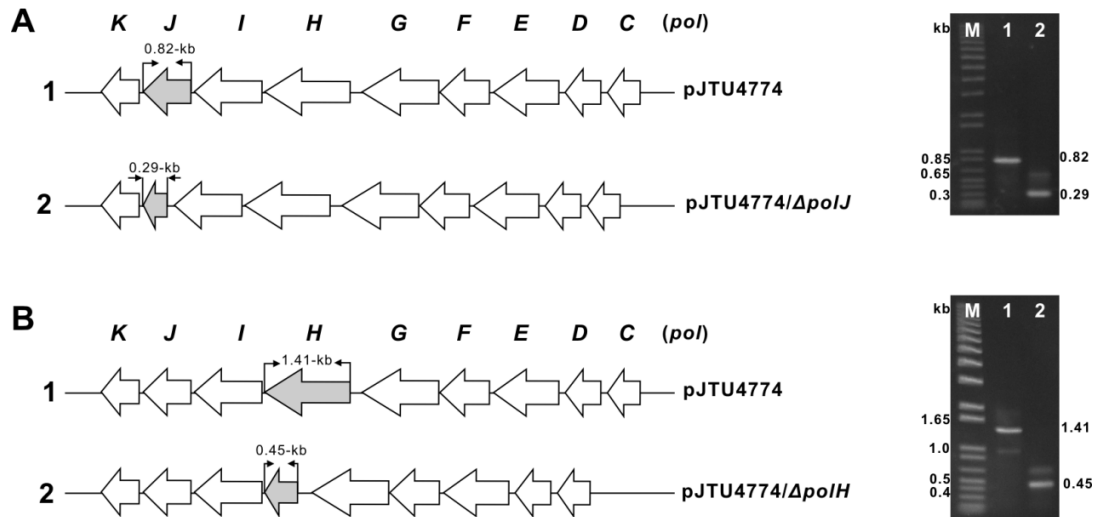 A
K J I H G F E D C (pol)
0.82-kb
1 pJTU4774
0.29-kb
2 pJTU4774/ΔpolJ
kb M 1 2
0.85 0.82
0.65
0.3 0.29
B
K J I H G F E D C (pol)
1.41-kb
1 pJTU4774
0.45-kb
2 pJTU4774/ΔpolH
kb M 1 2
1.65 1.41
1.0
0.5 0.45
0.4